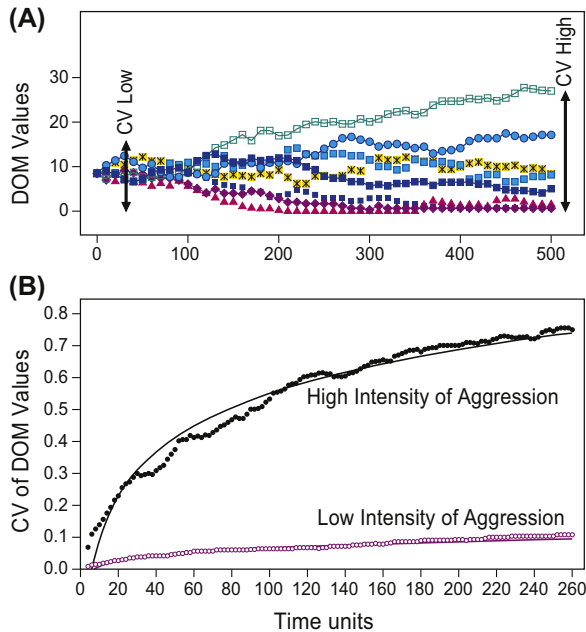 (A)
CV Low
CV High
DOM Values
30
20
10
0
0 100 200 300 400 500
(B)
CV of DOM Values
0.8
0.7
0.6
0.5
0.4
0.3
0.2
0.1
0
High Intensity of Aggression
Low Intensity of Aggression
0 20 40 60 80 100 120 140 160 180 200 220 240 260
Time units